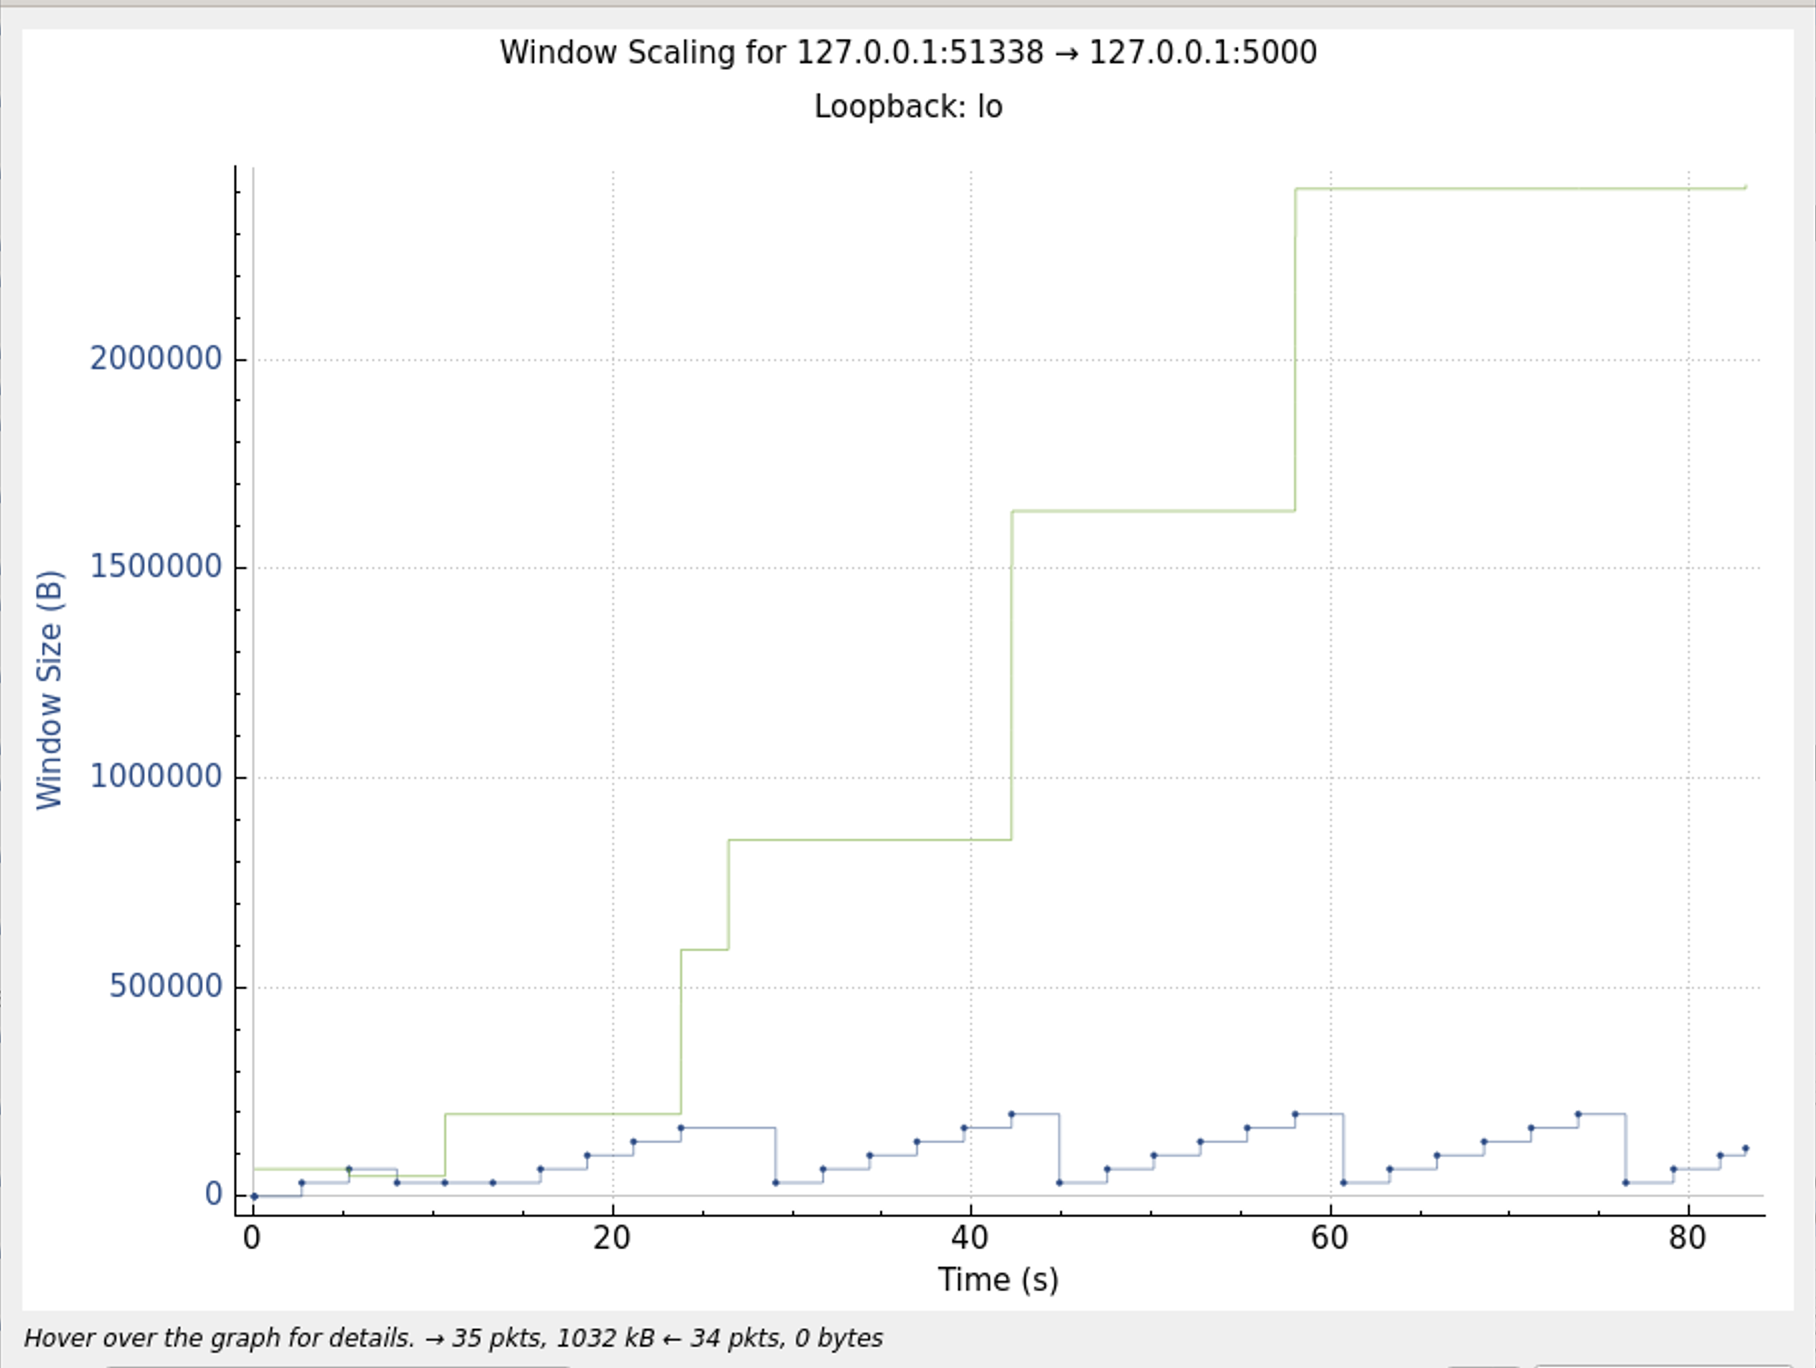 Window Scaling for 127.0.0.1:51338 → 127.0.0.1:5000
Loopback: lo
2000000
1500000
1000000
500000
0
Window Size (B)
0 20 40 60 80
Time (s)
Hover over the graph for details. → 35 pkts, 1032 kB ← 34 pkts, 0 bytes